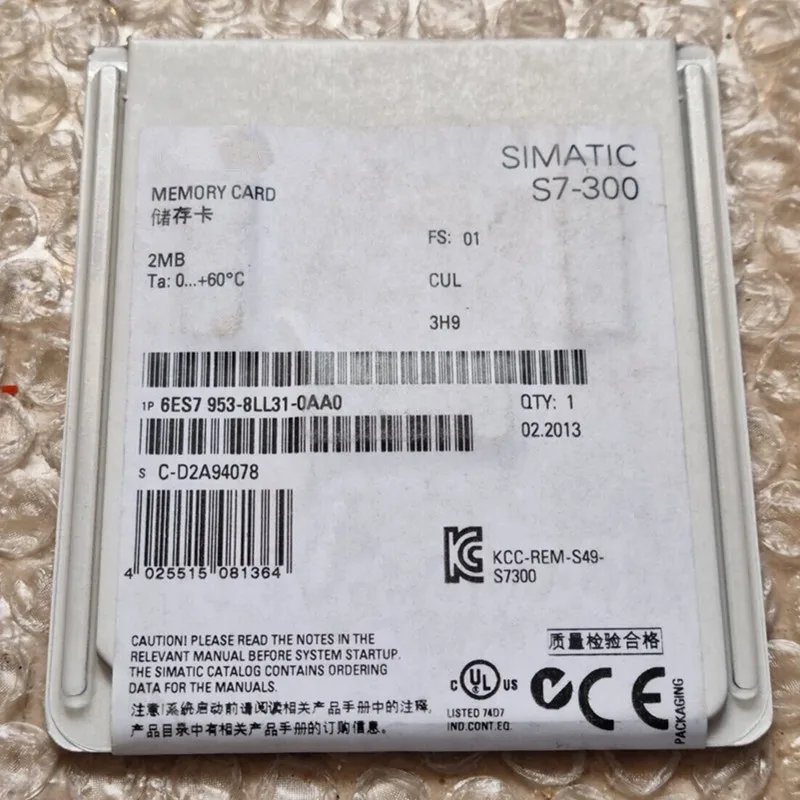 SIMATIC
S7-300
MEMORY CARD
储存卡
2MB
Ta: 0...+60°C
FS: 01
CUL
3H9
1P 6ES7 953-8LL31-0AA0
QTY: 1
02.2013
S C-D2A94078
4 025515 081364
KCC-REM-S49-
S7300
CAUTION! PLEASE READ THE NOTES IN THE
RELEVANT MANUAL BEFORE SYSTEM STARTUP.
THE SIMATIC CATALOG CONTAINS ORDERING
DATA FOR THE MANUALS.
注意!系统启动前请阅读相关产品手册中的注释,
产品目录中有相关产品手册的订购信息.
质量检验合格
C UL US
LISTED 74D7
IND.CONT.EQ.
CE
PACKAGING